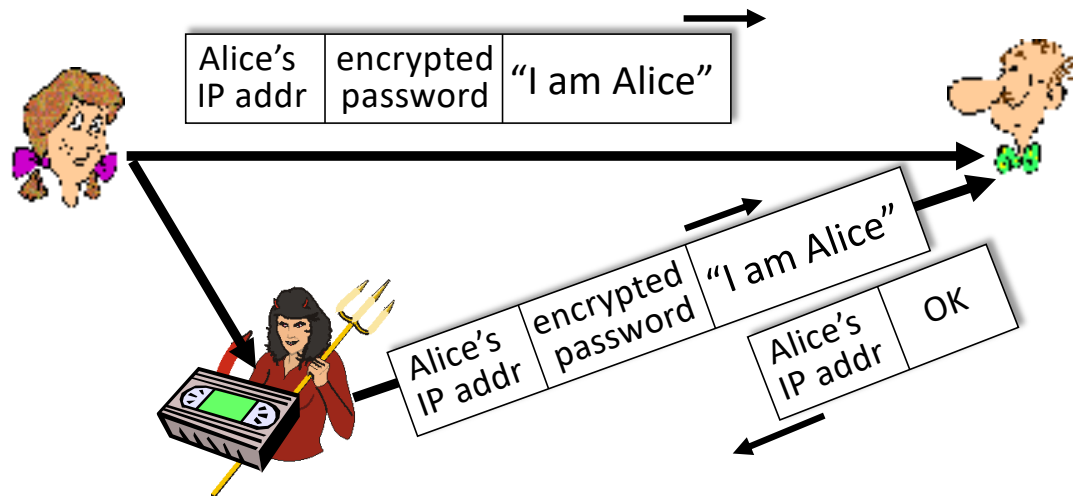 Alice's
IP addr
encrypted
password
“I am Alice”
Alice's
IP addr
encrypted
password
“I am Alice”
Alice's
IP addr
OK